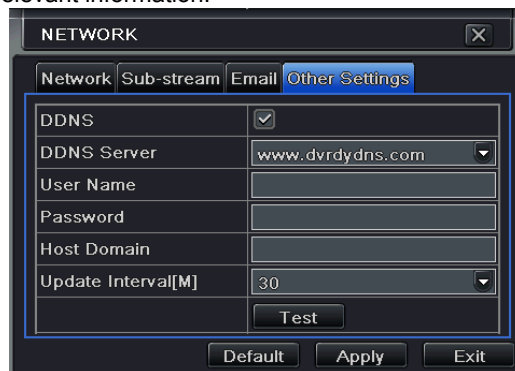 elevant information.
NETWORK
Network Sub-stream Email Other Settings
DDNS
DDNS Server www.dvrdydns.com
User Name
Password
Host Domain
Update Interval[M] 30
Test
Default Apply Exit